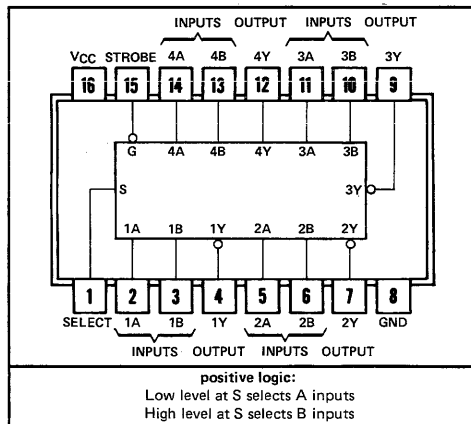 INPUTS OUTPUT INPUTS OUTPUT
VCC STROBE 4A 4B 4Y 3A 3B 3Y
16 15 14 13 12 11 10 9
G 4A 4B 4Y 3A 3B
S 3Y
1A 1B 1Y 2A 2B 2Y
1 2 3 4 5 6 7 8
SELECT 1A 1B 1Y 2A 2B 2Y GND
INPUTS OUTPUT INPUTS OUTPUT
positive logic:
Low level at S selects A inputs
High level at S selects B inputs